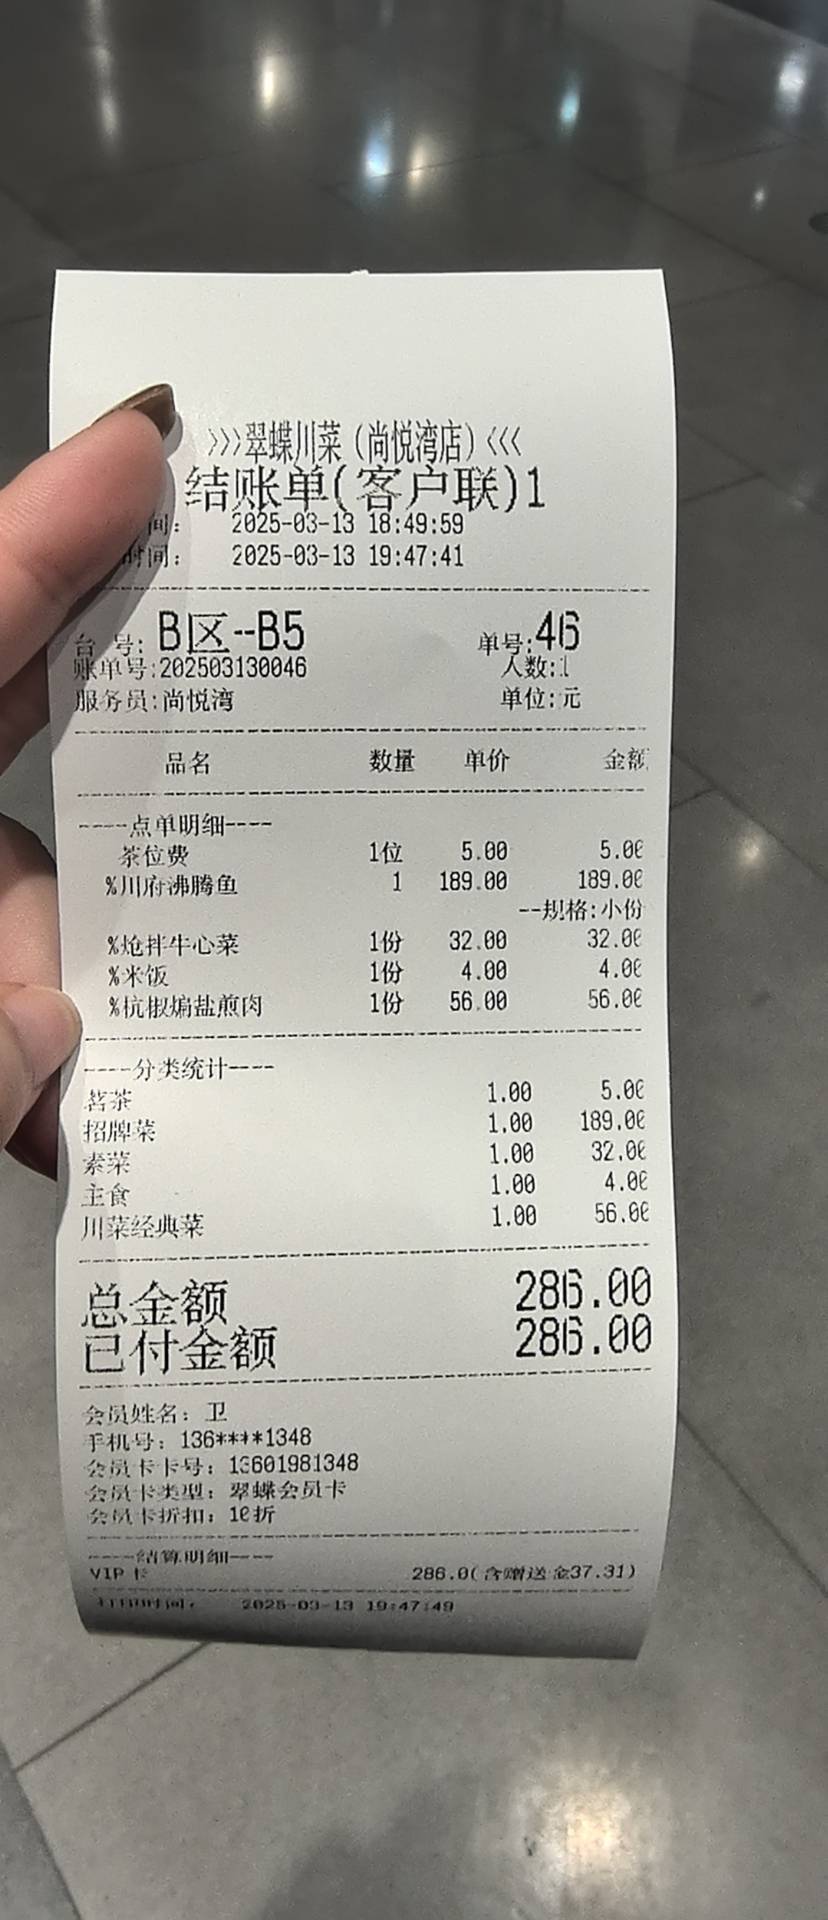 >>>翠蝶川菜(尚悦湾店)<<<
结账单(客户联)1
间: 2025-03-13 18:49:59
时间: 2025-03-13 19:47:41
台 号: B区--B5 单号:46
账单号:202503130046 人数:1
服务员:尚悦湾 单位:元
品名 数量 单价 金额
----点单明细----
茶位费 1位 5.00 5.00
%川府沸腾鱼 1 189.00 189.00
--规格:小份
%炝拌牛心菜 1份 32.00 32.00
%米饭 1份 4.00 4.00
%杭椒煸盐煎肉 1份 56.00 56.00
----分类统计----
茗茶 1.00 5.00
招牌菜 1.00 189.00
素菜 1.00 32.00
主食 1.00 4.00
川菜经典菜 1.00 56.00
总金额 286.00
已付金额 286.00
会员姓名: 卫
手机号: 136****1348
会员卡卡号: 13601981348
会员卡类型: 翠蝶会员卡
会员卡折扣: 10折
----结算明细----
VIP卡 286.0(含赠送金37.31)
打印时间: 2025-03-13 19:47:49